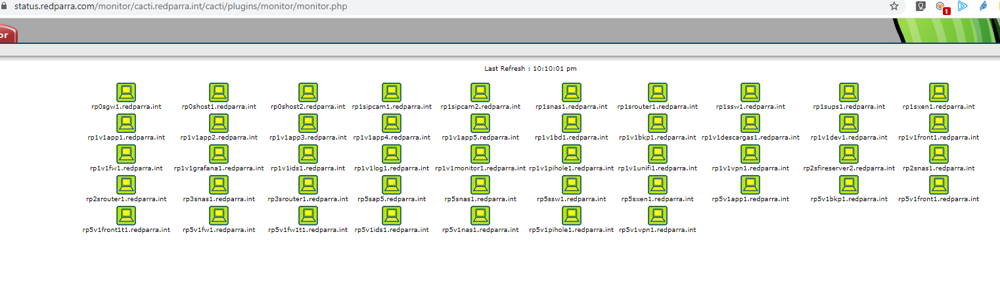 status.redparra.com/monitor/cacti.redparra.int/cacti/plugins/monitor/monitor.php
1
or
Last Refresh : 10:10:01 pm
rp0sgw1.redparra.int rp0shost1.redparra.int rp0shost2.redparra.int rp1sipcam1.redparra.int rp1sipcam2.redparra.int rp1snas1.redparra.int rp1srouter1.redparra.int rp1ssw1.redparra.int rp1sups1.redparra.int rp1sxen1.redparra.int
rp1v1app1.redparra.int rp1v1app2.redparra.int rp1v1app3.redparra.int rp1v1app4.redparra.int rp1v1app5.redparra.int rp1v1bd1.redparra.int rp1v1bkp1.redparra.int rp1v1descargas1.redparra.int rp1v1dev1.redparra.int rp1v1front1.redparra.int
rp1v1fw1.redparra.int rp1v1grafana1.redparra.int rp1v1ids1.redparra.int rp1v1log1.redparra.int rp1v1monitor1.redparra.int rp1v1pihole1.redparra.int rp1v1unifi1.redparra.int rp1v1vpn1.redparra.int rp2sfireserver2.redparra.int rp2snas1.redparra.int
rp2srouter1.redparra.int rp3snas1.redparra.int rp3srouter1.redparra.int rp5sap5.redparra.int rp5snas1.redparra.int rp5ssw1.redparra.int rp5sxen1.redparra.int rp5v1app1.redparra.int rp5v1bkp1.redparra.int rp5v1front1.redparra.int
rp5v1front1t1.redparra.int rp5v1fw1.redparra.int rp5v1fw1t1.redparra.int rp5v1ids1.redparra.int rp5v1nas1.redparra.int rp5v1pihole1.redparra.int rp5v1vpn1.redparra.int